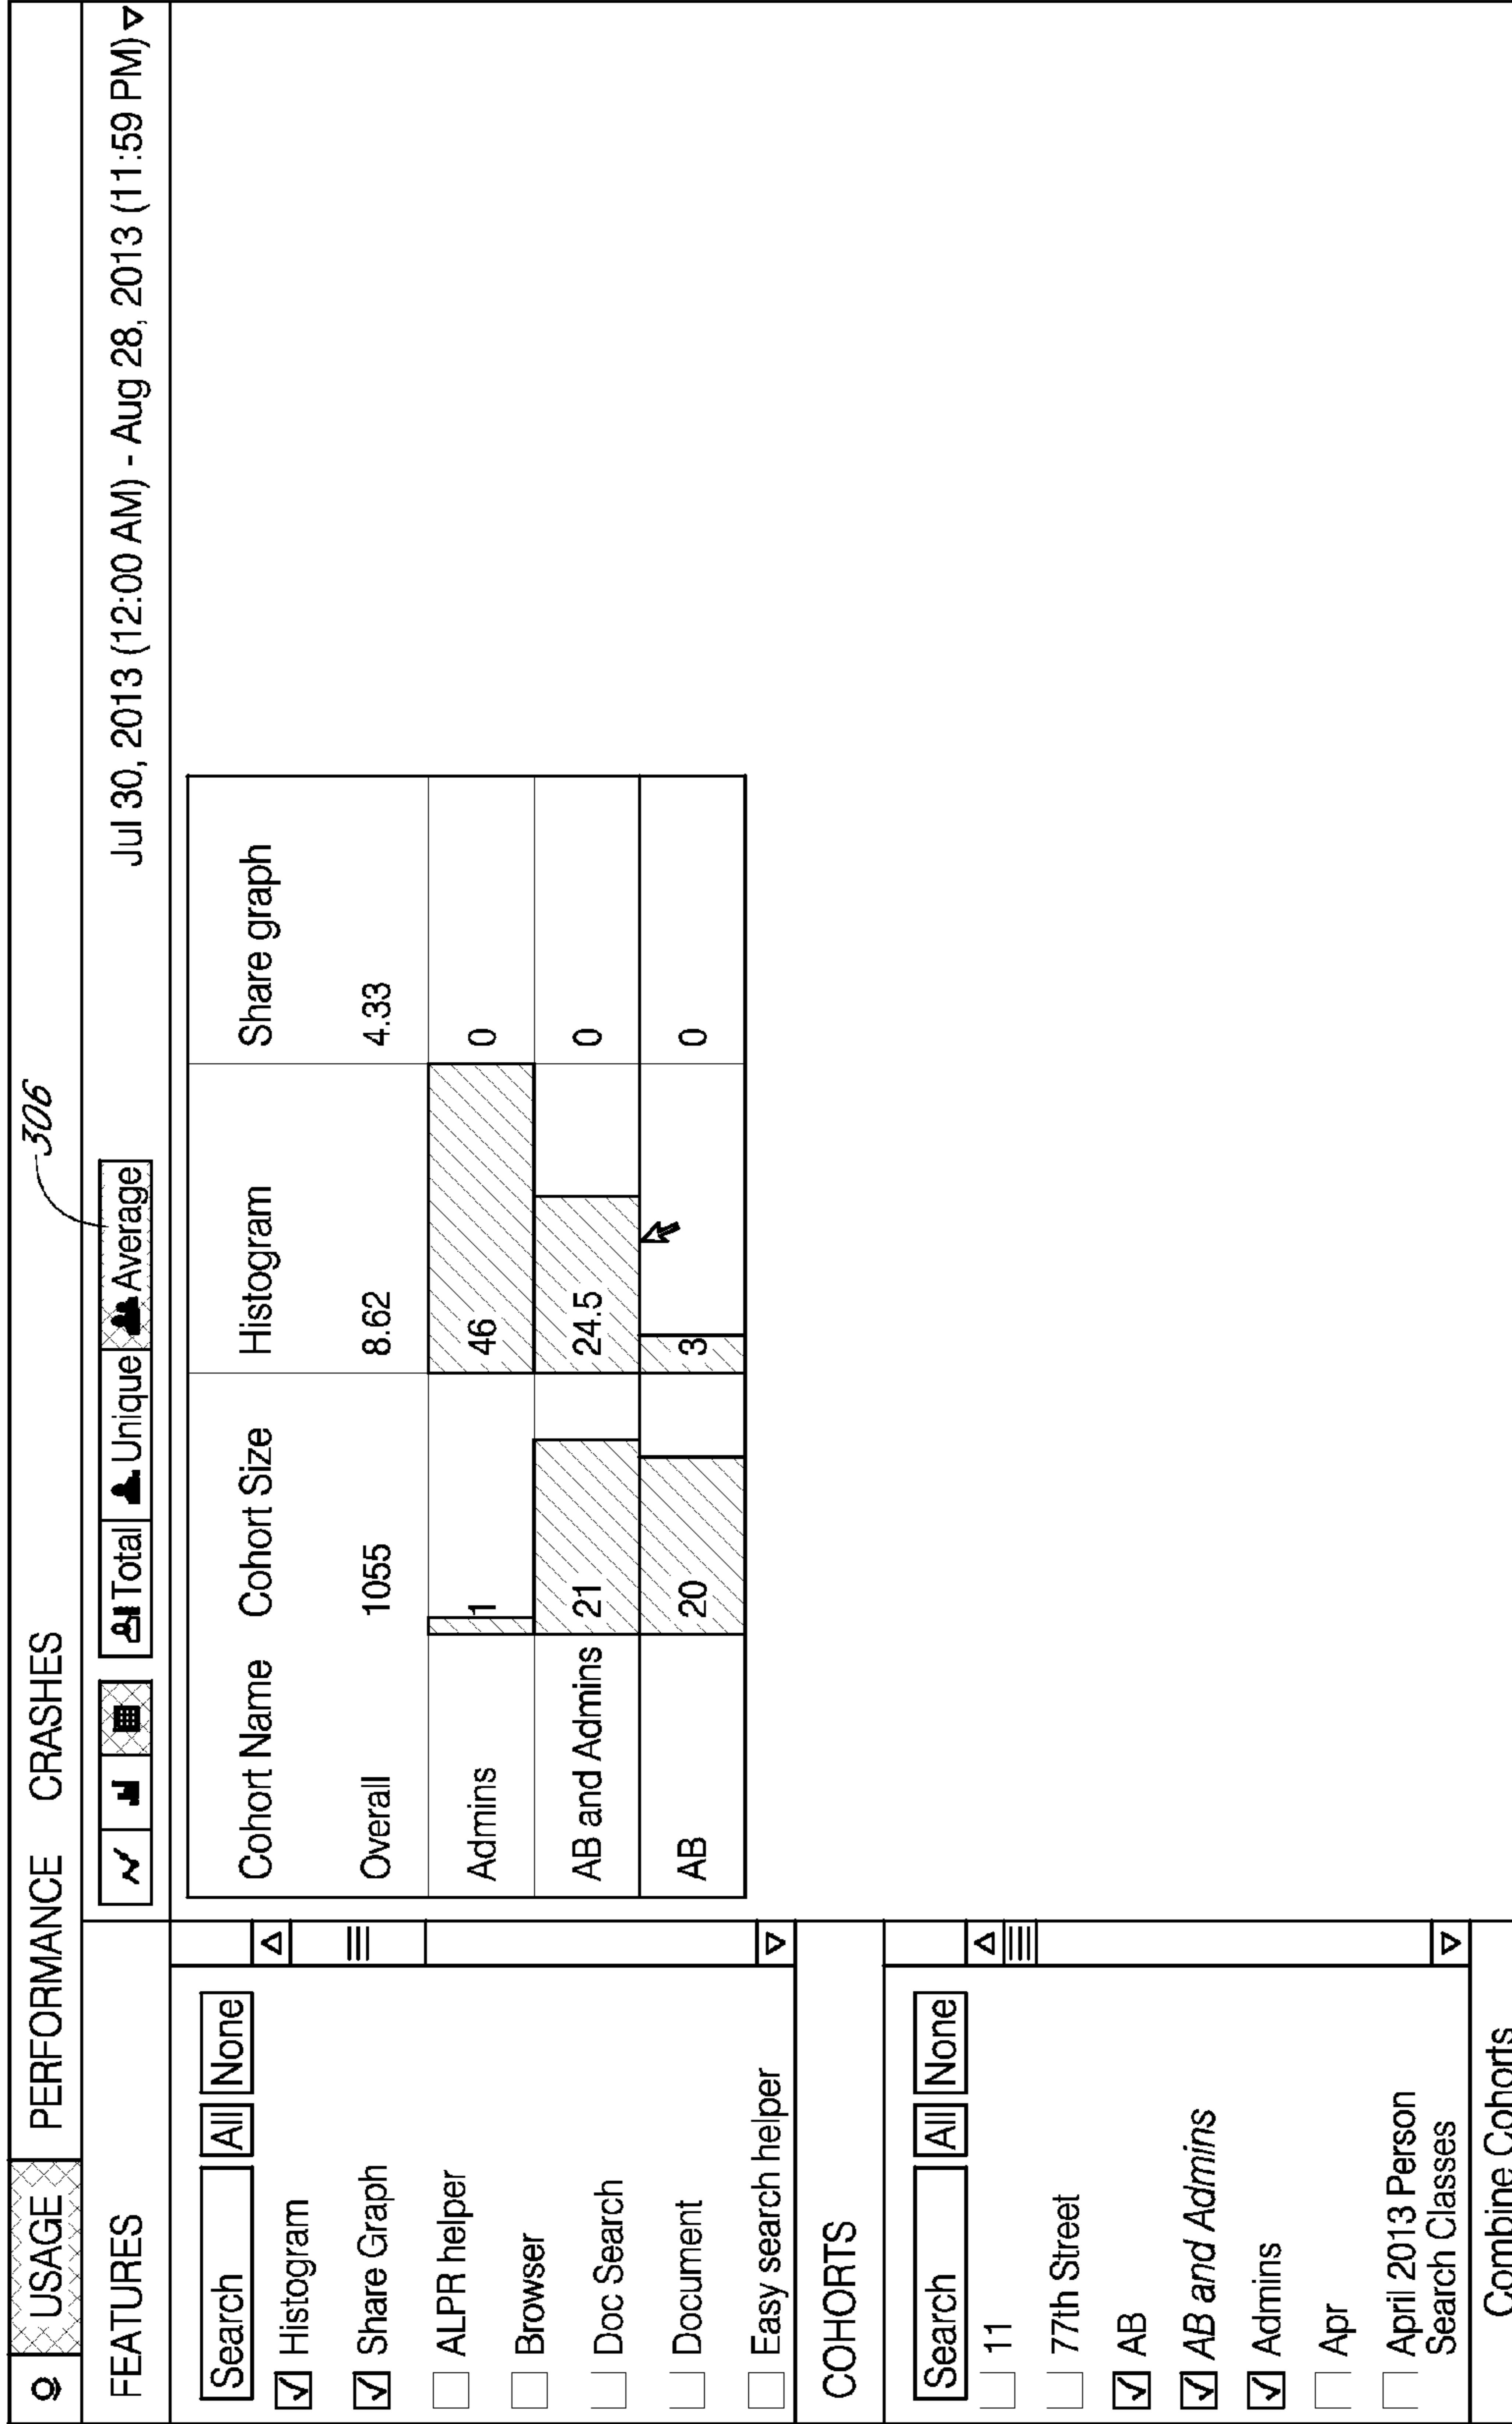 306
USAGE PERFORMANCE CRASHES
FEATURES
Total Unique Average
Jul 30, 2013 (12:00 AM) - Aug 28, 2013 (11:59 PM)
Search All None
Histogram
Share Graph
ALPR helper
Browser
Doc Search
Document
Easy search helper
COHORTS
Search All None
11
77th Street
AB
AB and Admins
Admins
Apr
April 2013 Person
Search Classes
Combine Cohorts
Cohort Name Cohort Size Histogram Share graph
Overall 1055 8.62 4.33
Admins 1 46 0
AB and Admins 21 24.5 0
AB 20 3 0